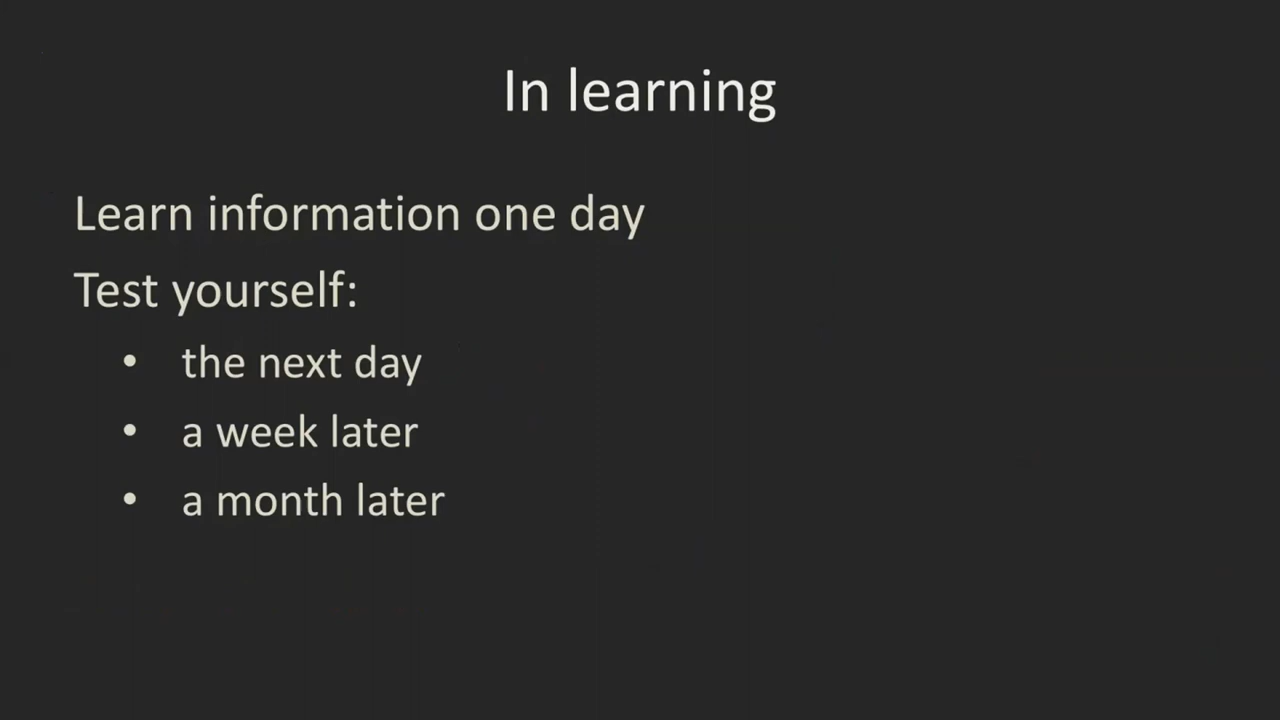 In learning
Learn information one day
Test yourself:
• the next day
• a week later
• a month later